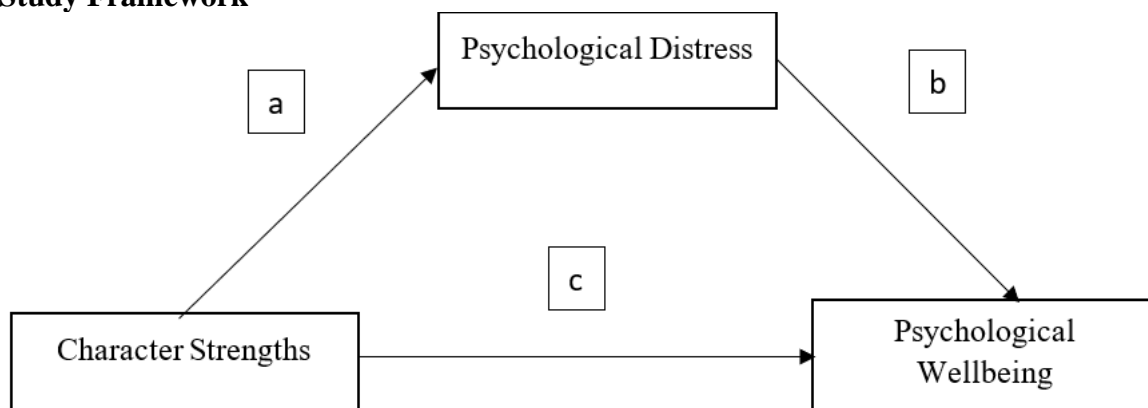 Study Framework
Psychological Distress
a
b
c
Character Strengths
Psychological
Wellbeing